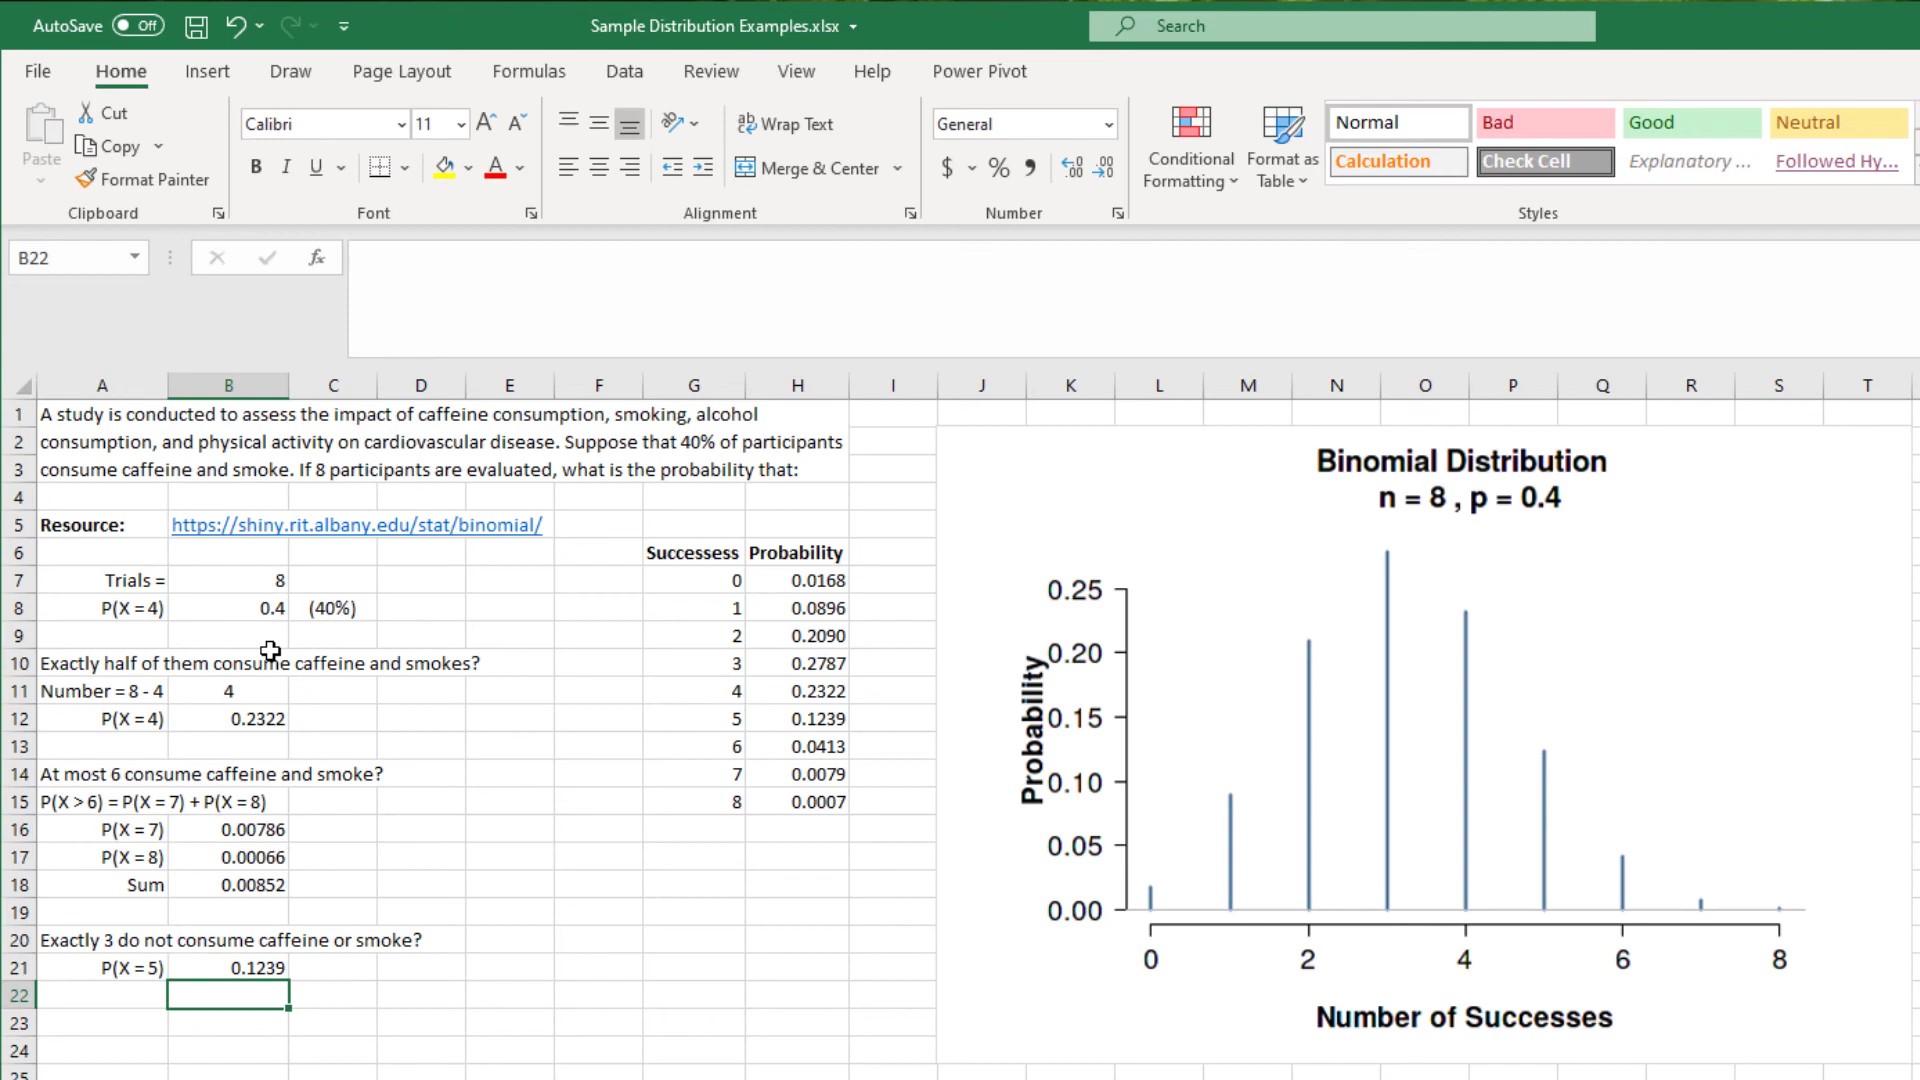 AutoSave Off Sample Distribution Examples.xlsx Search
File Home Insert Draw Page Layout Formulas Data Review View Help Power Pivot
Paste
Cut
Copy
Format Painter
Clipboard
Calibri 11
B I U A
Font
Wrap Text
Merge & Center
Alignment
General
$ %
Number
Conditional Formatting
Format as Table
Normal Bad Good Neutral
Calculation Check Cell Explanatory ... Followed Hy...
Styles
B22 fx
A B C D E F G H I J K L M N O P Q R S T
1 A study is conducted to assess the impact of caffeine consumption, smoking, alcohol
2 consumption, and physical activity on cardiovascular disease. Suppose that 40% of participants
3 consume caffeine and smoke. If 8 participants are evaluated, what is the probability that:
4
5 Resource: https://shiny.rit.albany.edu/stat/binomial/
6 Successess Probability
7 Trials = 8 0 0.0168
8 P(X = 4) 0.4 (40%) 1 0.0896
9 2 0.2090
10 Exactly half of them consume caffeine and smokes? 3 0.2787
11 Number = 8 - 4 4 4 0.2322
12 P(X = 4) 0.2322 5 0.1239
13 6 0.0413
14 At most 6 consume caffeine and smoke? 7 0.0079
15 P(X > 6) = P(X = 7) + P(X = 8) 8 0.0007
16 P(X = 7) 0.00786
17 P(X = 8) 0.00066
18 Sum 0.00852
19
20 Exactly 3 do not consume caffeine or smoke?
21 P(X = 5) 0.1239
22
23
24
25
Binomial Distribution
n = 8 , p = 0.4
Probability
0.25
0.20
0.15
0.10
0.05
0.00
0 2 4 6 8
Number of Successes